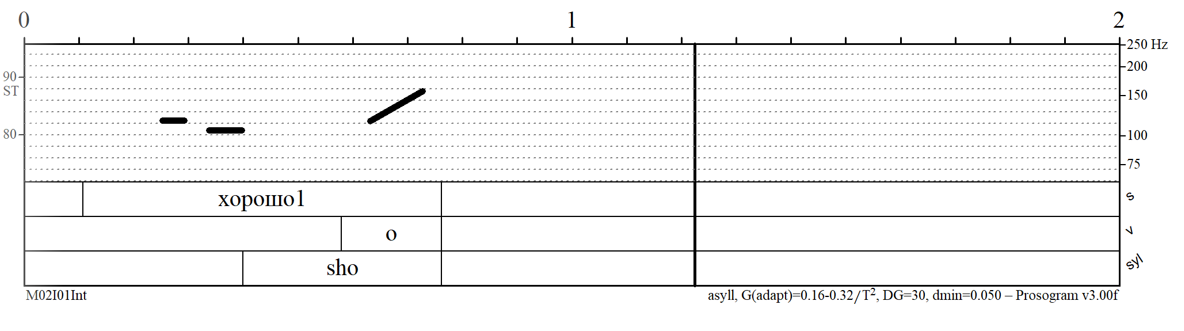 0 1 2
250 Hz
90
200
ST
150
80
100
75
хорошо1 s
o v
sho syl
M02I01Int asyll, G(adapt)=0.16-0.32/T², DG=30, dmin=0.050 – Prosogram v3.00f